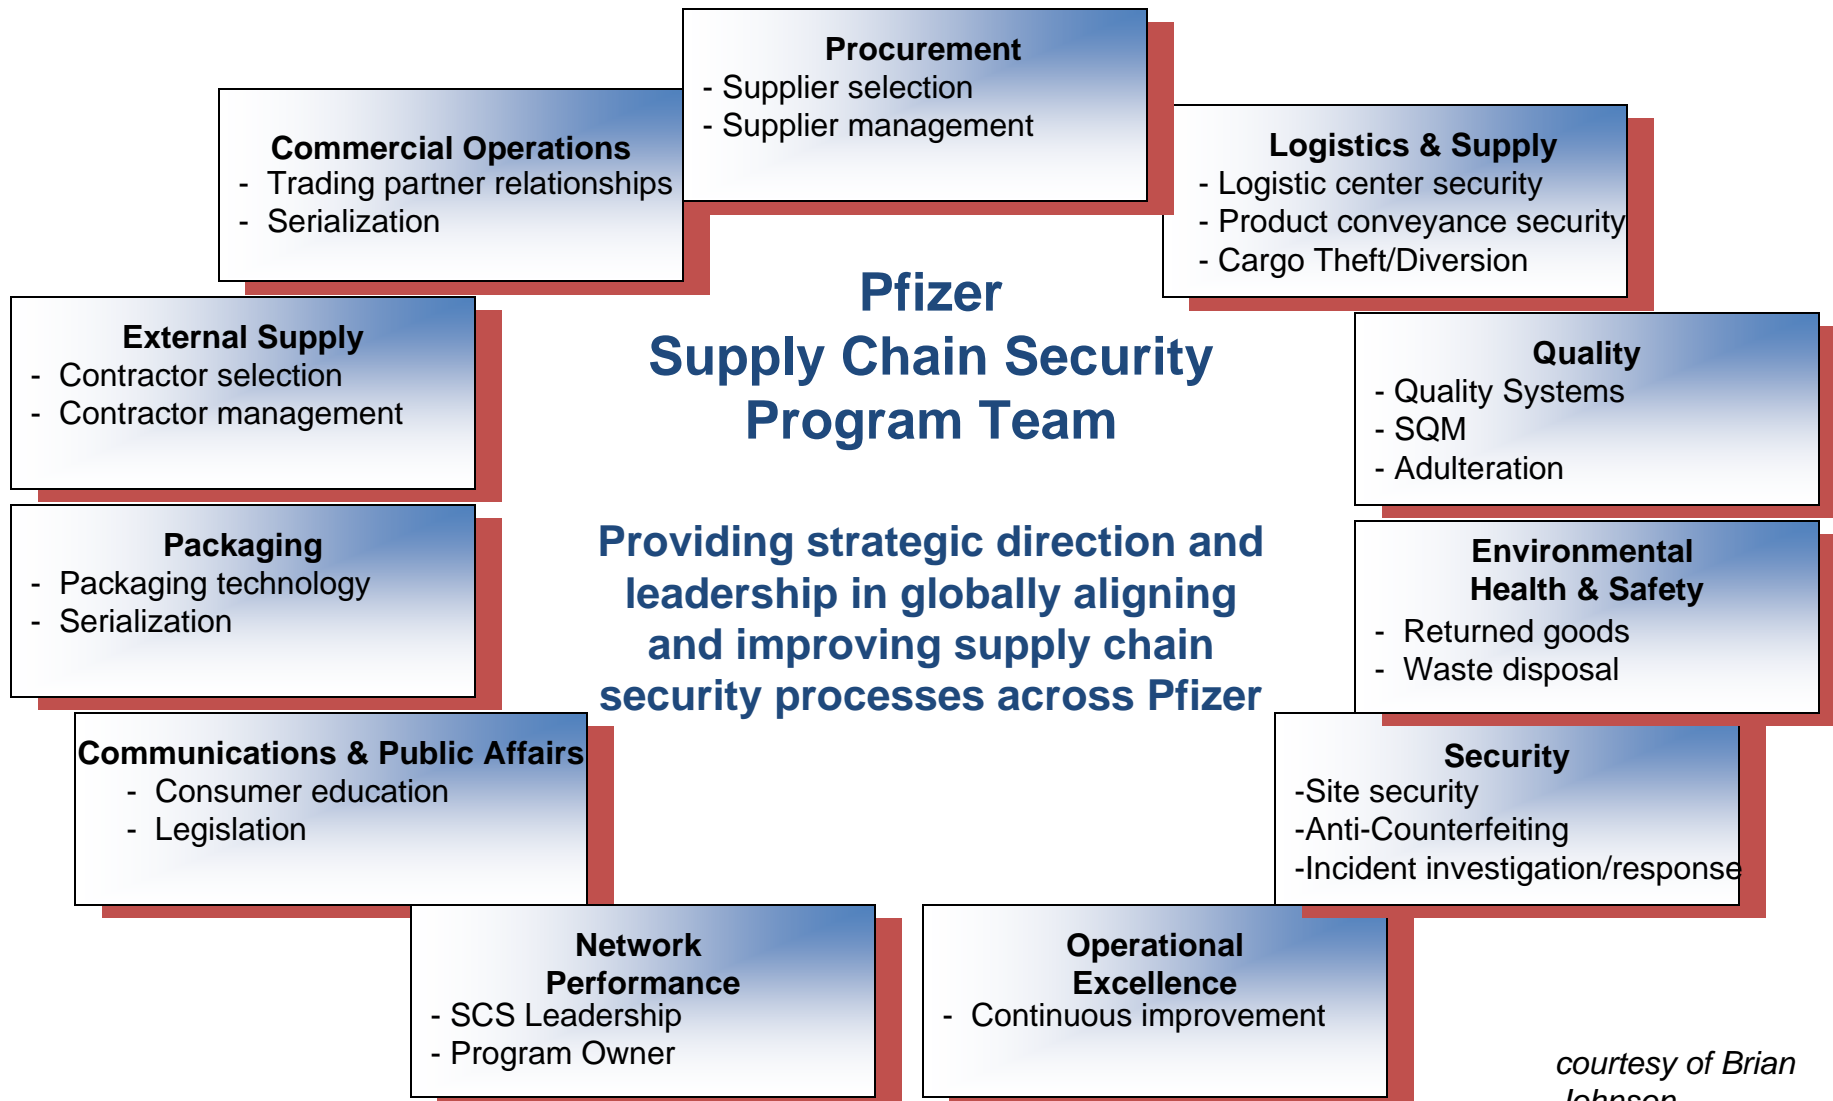 Procurement
- Supplier selection
- Supplier management
Commercial Operations
- Trading partner relationships
- Serialization
Logistics & Supply
- Logistic center security
- Product conveyance security
- Cargo Theft/Diversion
Pfizer
Supply Chain Security
Program Team
External Supply
- Contractor selection
- Contractor management
Quality
- Quality Systems
- SQM
- Adulteration
Providing strategic direction and
leadership in globally aligning
and improving supply chain
security processes across Pfizer
Packaging
- Packaging technology
- Serialization
Environmental
Health & Safety
- Returned goods
- Waste disposal
Communications & Public Affairs
- Consumer education
- Legislation
Security
-Site security
-Anti-Counterfeiting
-Incident investigation/response
Network
Performance
- SCS Leadership
- Program Owner
Operational
Excellence
- Continuous improvement
courtesy of Brian
Johnson